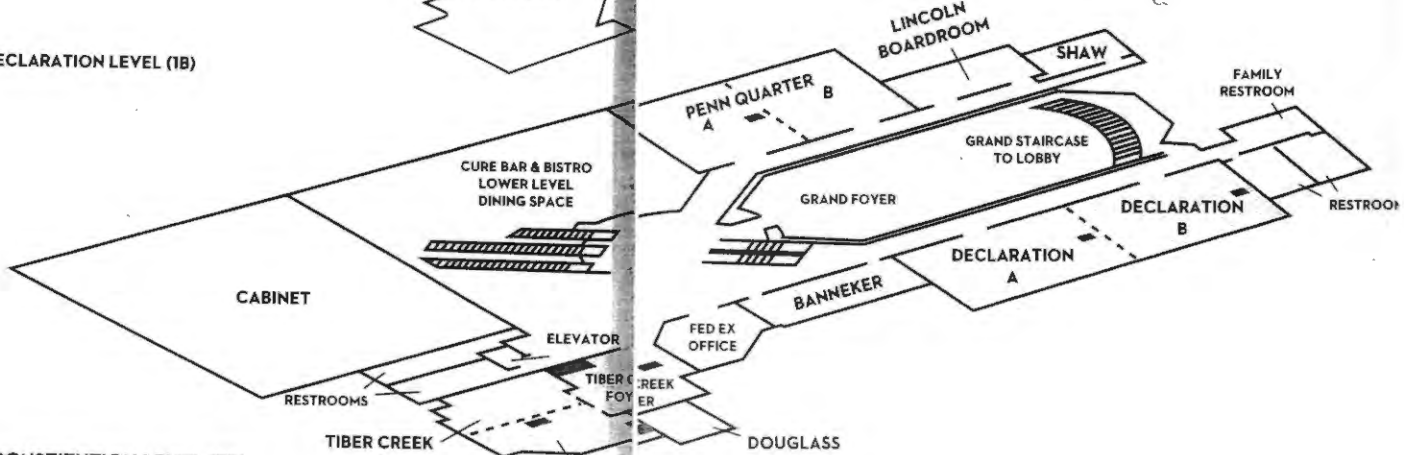 ECLARATION LEVEL (1B)
LINCOLN
BOARDROOM
SHAW
PENN QUARTER
A
B
FAMILY
RESTROOM
CURE BAR & BISTRO
LOWER LEVEL
DINING SPACE
GRAND STAIRCASE
TO LOBBY
GRAND FOYER
DECLARATION
B
RESTROOM
DECLARATION
A
CABINET
BANNEKER
ELEVATOR
FED EX
OFFICE
RESTROOMS
TIBER CREEK
FOYER
TIBER CREEK
DOUGLASS